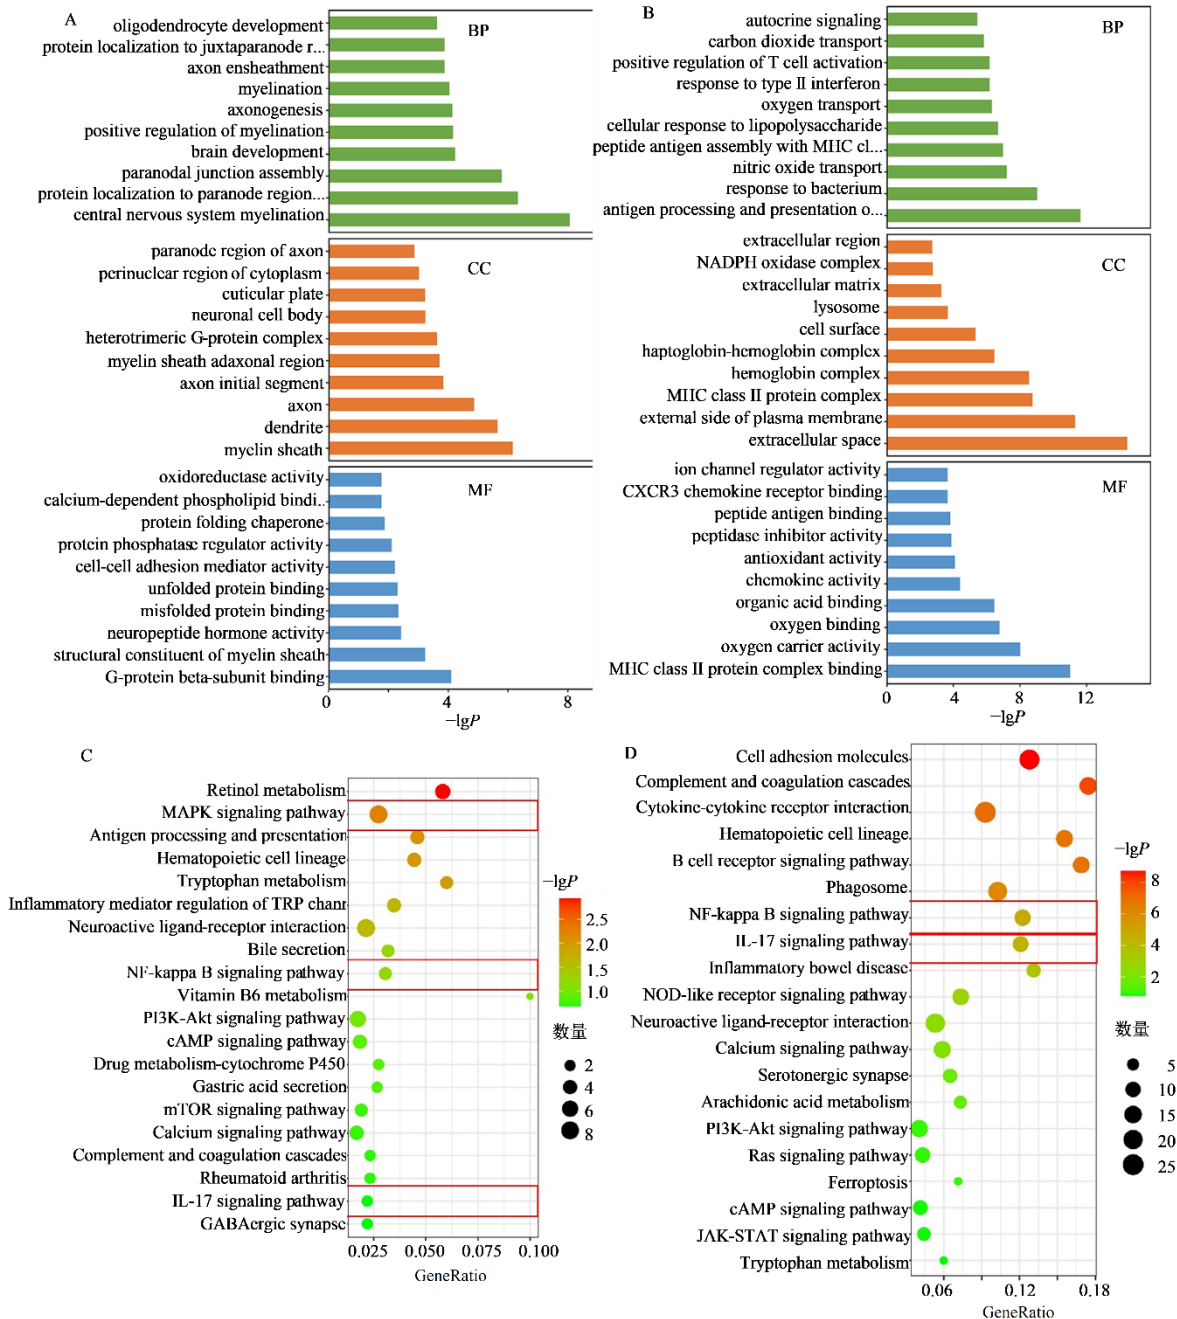 A
BP
oligodendrocyte development
protein localization to juxtaparanode r...
axon ensheathment
myelination
axonogenesis
positive regulation of myelination
brain development
paranodal junction assembly
protein localization to paranode region...
central nervous system myelination
CC
paranode region of axon
perinuclear region of cytoplasm
cuticular plate
neuronal cell body
heterotrimeric G-protein complex
myelin sheath adaxonal region
axon initial segment
axon
dendrite
myelin sheath
MF
oxidoreductase activity
calcium-dependent phospholipid bindi..
protein folding chaperone
protein phosphatase regulator activity
cell-cell adhesion mediator activity
unfolded protein binding
misfolded protein binding
neuropeptide hormone activity
structural constituent of myelin sheath
G-protein beta-subunit binding
0 4 8
−lgP
B
BP
autocrine signaling
carbon dioxide transport
positive regulation of T cell activation
response to type II interferon
oxygen transport
cellular response to lipopolysaccharide
peptide antigen assembly with MHC cl...
nitric oxide transport
response to bacterium
antigen processing and presentation o...
CC
extracellular region
NADPH oxidase complex
extracellular matrix
lysosome
cell surface
haptoglobin-hemoglobin complex
hemoglobin complex
MHC class II protein complex
external side of plasma membrane
extracellular space
MF
ion channel regulator activity
CXCR3 chemokine receptor binding
peptide antigen binding
peptidase inhibitor activity
antioxidant activity
chemokine activity
organic acid binding
oxygen binding
oxygen carrier activity
MHC class II protein complex binding
0 4 8 12
−lgP
C
Retinol metabolism
MAPK signaling pathway
Antigen processing and presentation
Hematopoietic cell lineage
Tryptophan metabolism
Inflammatory mediator regulation of TRP chanr
Neuroactive ligand-receptor interaction
Bile secretion
NF-kappa B signaling pathway
Vitamin B6 metabolism
PI3K-Akt signaling pathway
cAMP signaling pathway
Drug metabolism-cytochrome P450
Gastric acid secretion
mTOR signaling pathway
Calcium signaling pathway
Complement and coagulation cascades
Rheumatoid arthritis
IL-17 signaling pathway
GABAergic synapse
0.025 0.050 0.075 0.100
GeneRatio
−lgP
2.5
2.0
1.5
1.0
数量
2
4
6
8
D
Cell adhesion molecules
Complement and coagulation cascades
Cytokine-cytokine receptor interaction
Hematopoietic cell lineage
B cell receptor signaling pathway
Phagosome
NF-kappa B signaling pathway
IL-17 signaling pathway
Inflammatory bowel disease
NOD-like receptor signaling pathway
Neuroactive ligand-receptor interaction
Calcium signaling pathway
Serotonergic synapse
Arachidonic acid metabolism
PI3K-Akt signaling pathway
Ras signaling pathway
Ferroptosis
cAMP signaling pathway
JAK-STAT signaling pathway
Tryptophan metabolism
0.06 0.12 0.18
GeneRatio
−lgP
8
6
4
2
数量
5
10
15
20
25